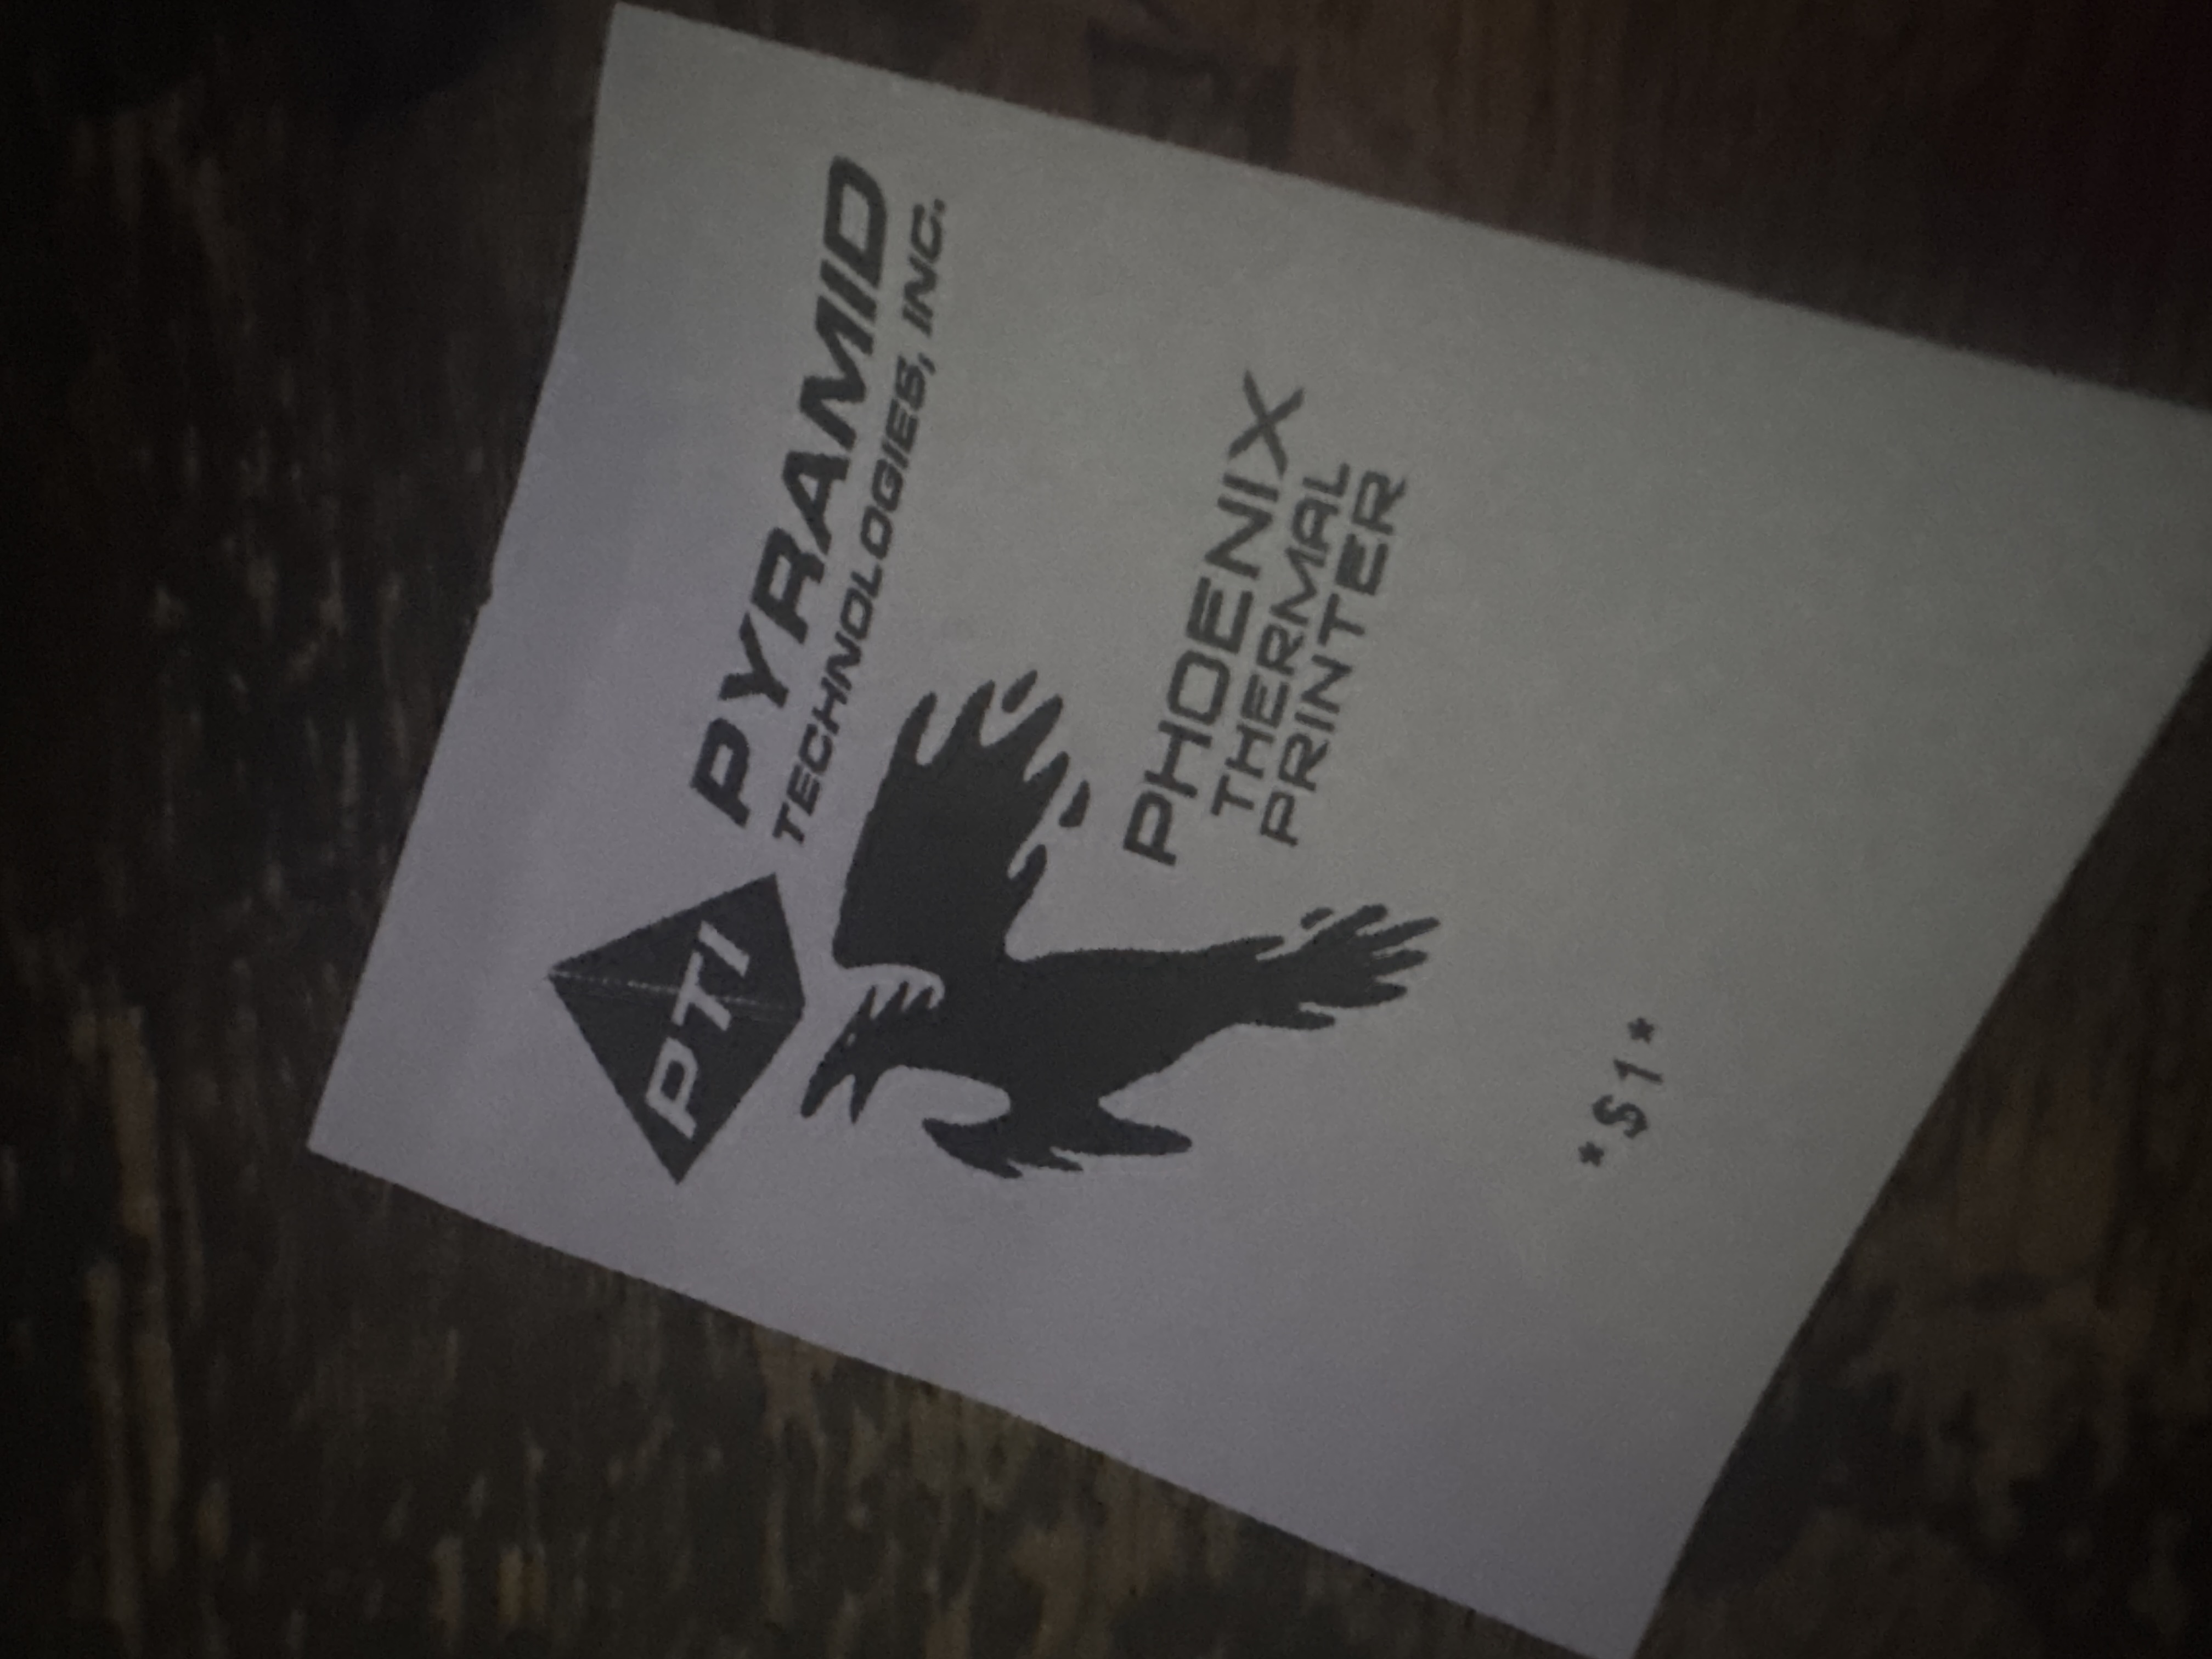 PTI
PYRAMID
TECHNOLOGIES, INC.
PHOENIX
THERMAL
PRINTER
*$1*